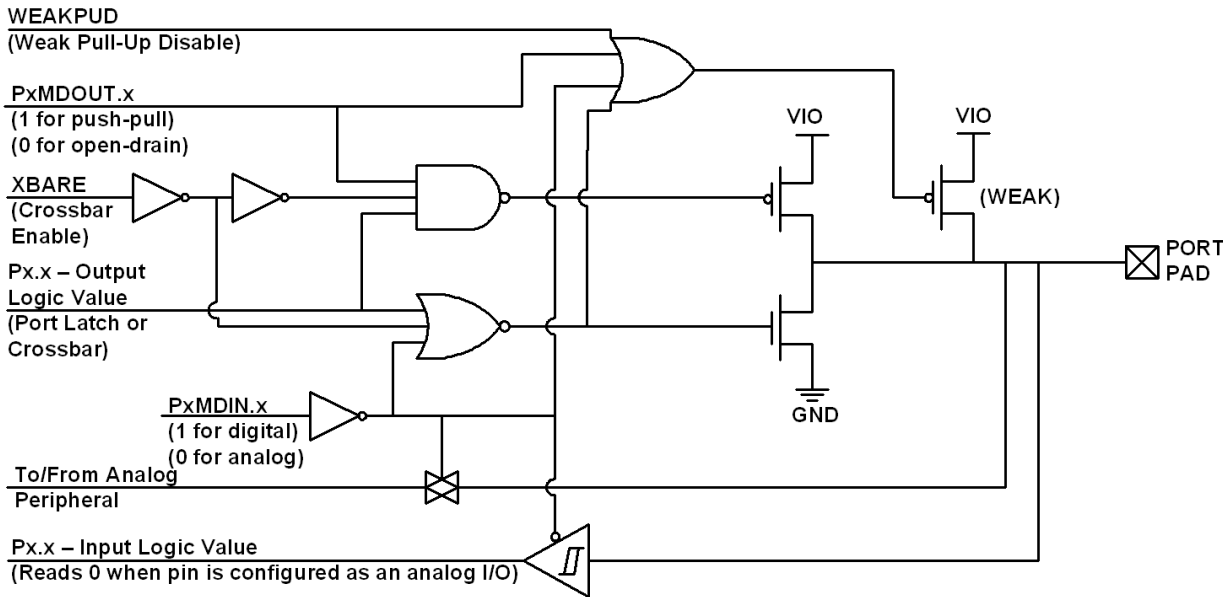 WEAKPUD
(Weak Pull-Up Disable)
PxMDOUT.x
(1 for push-pull)
(0 for open-drain)
XBARE
(Crossbar
Enable)
Px.x – Output
Logic Value
(Port Latch or
Crossbar)
PxMDIN.x
(1 for digital)
(0 for analog)
To/From Analog
Peripheral
Px.x – Input Logic Value
(Reads 0 when pin is configured as an analog I/O)
VIO
VIO
(WEAK)
PORT
PAD
GND